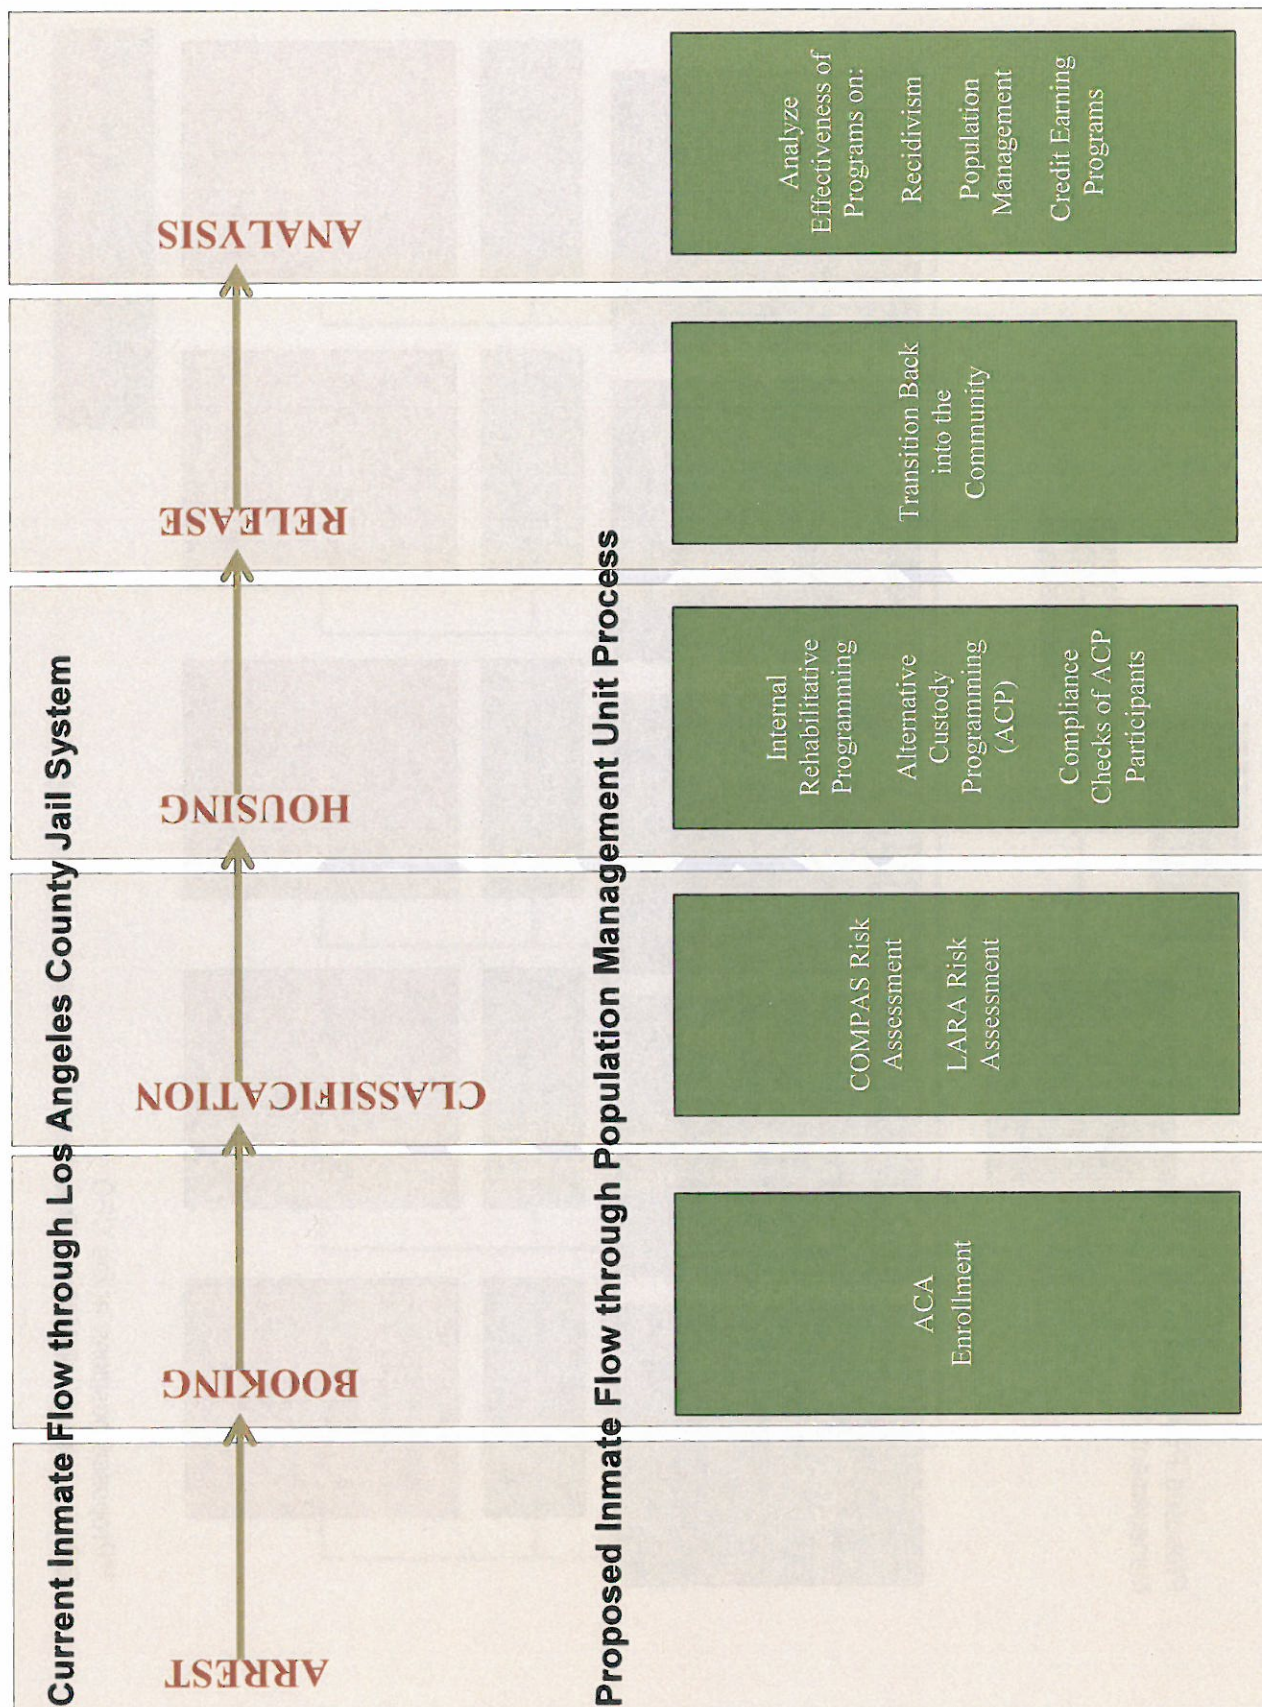 Current Inmate Flow through Los Angeles County Jail System
ARREST
BOOKING
CLASSIFICATION
HOUSING
RELEASE
ANALYSIS
Proposed Inmate Flow through Population Management Unit Process
ACA
Enrollment
COMPAS Risk
Assessment
LARA Risk
Assessment
Internal
Rehabilitative
Programming
Alternative
Custody
Programming
(ACP)
Compliance
Checks of ACP
Participants
Transition Back
into the
Community
Analyze
Effectiveness of
Programs on:
Recidivism
Population
Management
Credit Earning
Programs